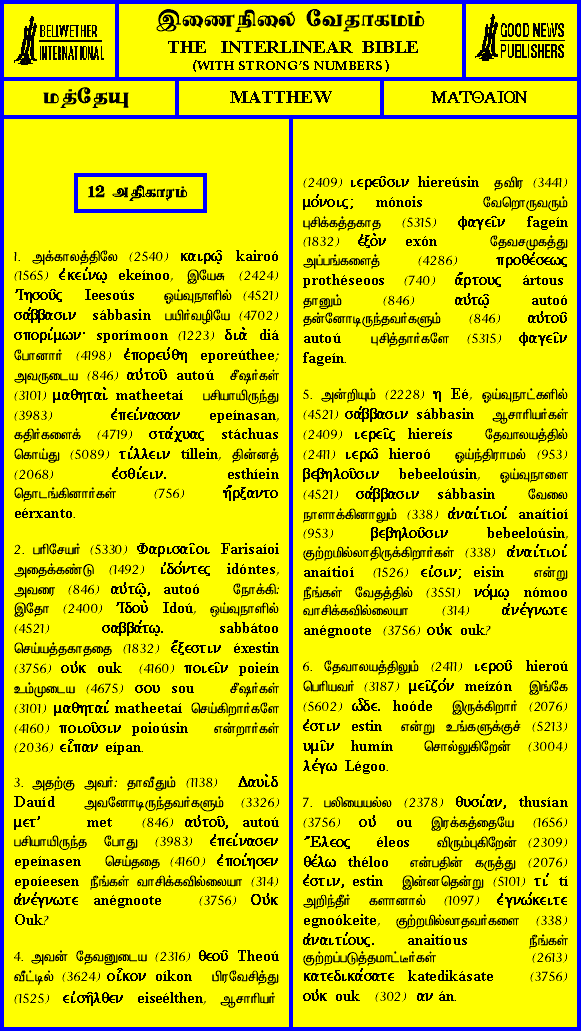 BELLWETHER
INTERNATIONAL
இணைநிலை வேதாகமம்
THE INTERLINEAR BIBLE
(WITH STRONG'S NUMBERS)
GOOD NEWS
PUBLISHERS
மத்தேயு
MATTHEW
ΜΑΤΘΑΙΟΝ
12 அதிகாரம்
1. அக்காலத்திலே (2540) καιρῷ kairoó
(1565) ἐκείνῳ ekeínoo, இயேசு (2424)
Ἰησοῦς Ieesoús ஓய்வுநாளில் (4521)
σάββασιν sábbasin பயிர்வழியே (4702)
σπορίμων· sporímoon (1223) διὰ diá
போனார் (4198) ἐπορεύθη eporeúthee;
அவருடைய (846) αὐτοῦ autoú சீஷர்கள்
(3101) μαθηταὶ matheetaí பசியாயிருந்து
(3983) ἐπείνασαν epeínasan,
கதிர்களைக் (4719) στάχυας stáchuas
கொய்து (5089) τίλλειν tíllein, தின்னத்
(2068) ἐσθίειν. esthíein
தொடங்கினார்கள் (756) ἤρξαντο
eérxanto.
2. பரிசேயர் (5330) Φαρισαῖοι Farisaíoi
அதைக்கண்டு (1492) ἰδόντες idóntes,
அவரை (846) αὐτῷ, autoó நோக்கி:
இதோ (2400) Ἰδοὺ Idoú, ஓய்வுநாளில்
(4521) σαββάτῳ. sabbátoo
செய்யத்தகாததை (1832) ἔξεστιν éxestin
(3756) οὐκ ouk (4160) ποιεῖν poieín
உம்முடைய (4675) σου sou சீஷர்கள்
(3101) μαθηταί matheetaí செய்கிறார்களே
(4160) ποιοῦσιν poioúsin என்றார்கள்
(2036) εἶπαν eípan.
3. அதற்கு அவர்: தாவீதும் (1138) Δαυὶδ
Dauíd அவனோடிருந்தவர்களும் (3326)
μετ' met (846) αὐτοῦ, autoú
பசியாயிருந்த போது (3983) ἐπείνασεν
epeínasen செய்ததை (4160) ἐποίησεν
epoíeesen நீங்கள் வாசிக்கவில்லையா (314)
ἀνέγνωτε anégnoote (3756) Οὐκ
Ouk?
4. அவன் தேவனுடைய (2316) θεοῦ Theoú
வீட்டில் (3624) οἶκον oíkon பிரவேசித்து
(1525) εἰσῆλθεν eiseélthen, ஆசாரியர்
(2409) ἱερεῦσιν hiereúsin தவிர (3441)
μόνοις; mónois வேறொருவரும்
புசிக்கத்தகாத (5315) φαγεῖν fageín
(1832) ἐξὸν exón தேவசமுகத்து
அப்பங்களைத் (4286) προθέσεως
prothéseoos (740) ἄρτους ártous
தானும் (846) αὐτῷ autoó
தன்னோடிருந்தவர்களும் (846) αὐτοῦ
autoú புசித்தார்களே (5315) φαγεῖν
fageín.
5. அன்றியும் (2228) η Eé, ஓய்வுநாட்களில்
(4521) σάββασιν sábbasin ஆசாரியர்கள்
(2409) ἱερεῖς hiereís தேவாலயத்தில்
(2411) ιερῳ hieroó ஓய்ந்திராமல் (953)
βεβηλοῦσιν bebeeloúsin, ஓய்வுநாளை
(4521) σάββασιν sábbasin வேலை
நாளாக்கினாலும் (338) ἀναίτιοί anaítioí
(953) βεβηλοῦσιν bebeeloúsin,
குற்றமில்லாதிருக்கிறார்கள் (338) ἀναίτιοί
anaítioí (1526) εἰσιν; eisin என்று
நீங்கள் வேதத்தில் (3551) νόμῳ nómoo
வாசிக்கவில்லையா (314) ἀνέγνωτε
anégnoote (3756) οὐκ ouk?
6. தேவாலயத்திலும் (2411) ιεροῦ hieroú
பெரியவர் (3187) μεῖζόν meízón இங்கே
(5602) ὧδε. hoóde இருக்கிறார் (2076)
ἐστιν estin என்று உங்களுக்குச் (5213)
υμῖν humín சொல்லுகிறேன் (3004)
λέγω Légoo.
7. பலியையல்ல (2378) θυσίαν, thusían
(3756) οὐ ou இரக்கத்தையே (1656)
Ἔλεος éleos விரும்புகிறேன் (2309)
θέλω théloo என்பதின் கருத்து (2076)
ἐστιν, estin இன்னதென்று (5101) τί tí
அறிந்தீர் களானால் (1097) ἐγνώκειτε
egnoókeite, குற்றமில்லாதவர்களை (338)
ἀναιτίους. anaitíous நீங்கள்
குற்றப்படுத்தமாட்டீர்கள் (2613)
κατεδικάσατε katedikásate (3756)
οὐκ ouk (302) αν án.